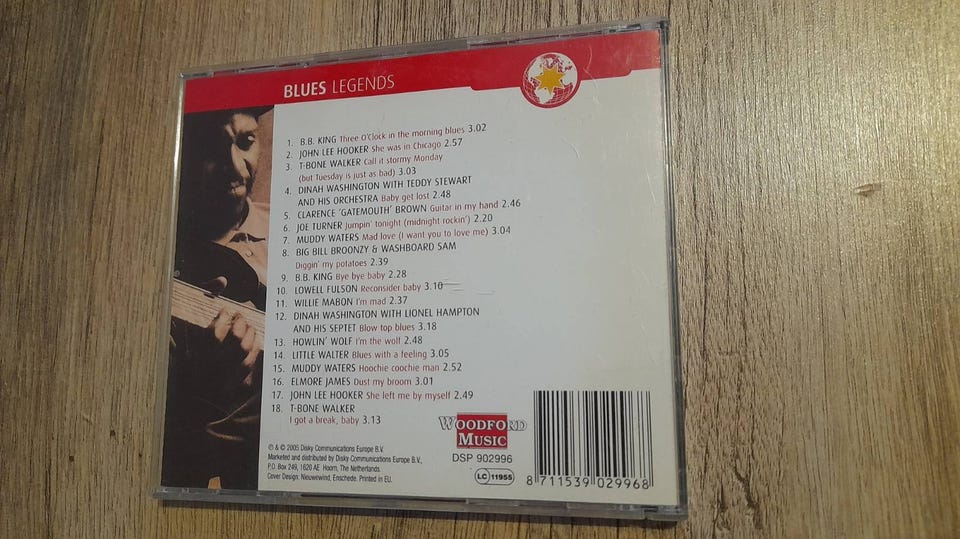 BLUES LEGENDS
1. B.B. KING Three O'Clock in the morning blues 3.02
2. JOHN LEE HOOKER She was in Chicago 2.57
3. T-BONE WALKER Call it stormy Monday
(but Tuesday is just as bad) 3.03
4. DINAH WASHINGTON WITH TEDDY STEWART
AND HIS ORCHESTRA Baby get lost 2.48
5. CLARENCE 'GATEMOUTH' BROWN Guitar in my hand 2.46
6. JOE TURNER Jumpin' tonight (midnight rockin') 2.20
7. MUDDY WATERS Mad love (I want you to love me) 3.04
8. BIG BILL BROONZY & WASHBOARD SAM
Diggin' my potatoes 2.39
9. B.B. KING Bye bye baby 2.28
10. LOWELL FULSON Reconsider baby 3.10
11. WILLIE MABON I'm mad 2.37
12. DINAH WASHINGTON WITH LIONEL HAMPTON
AND HIS SEPTET Blow top blues 3.18
13. HOWLIN' WOLF I'm the wolf 2.48
14. LITTLE WALTER Blues with a feeling 3.05
15. MUDDY WATERS Hoochie coochie man 2.52
16. ELMORE JAMES Dust my broom 3.01
17. JOHN LEE HOOKER She left me by myself 2.49
18. T-BONE WALKER
I got a break, baby 3.13
℗ & © 2005 Disky Communications Europe B.V.
Marketed and distributed by Disky Communications Europe B.V.,
P.O. Box 249, 1620 AE Hoorn, The Netherlands.
Cover Design: Nieuwewind, Enschede. Printed in EU.
WOODFORD
MUSIC
DSP 902996
LC 11955
8 711539 029968